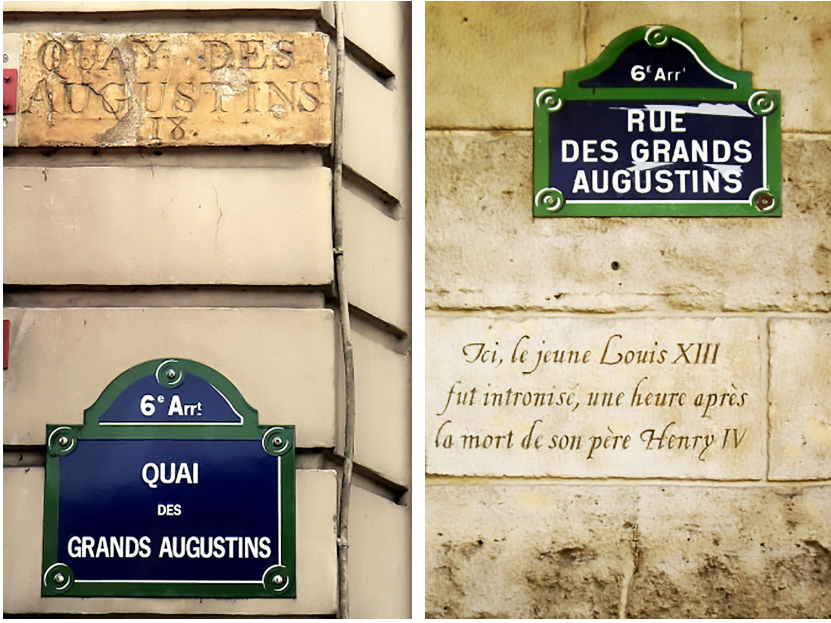 QUAY DES
AUGUSTINS
18.
6e Arrt
QUAI
DES
GRANDS AUGUSTINS
6E Arrt
RUE
DES GRANDS
AUGUSTINS
Ici, le jeune Louis XIII
fut intronisé, une heure après
la mort de son père Henry IV